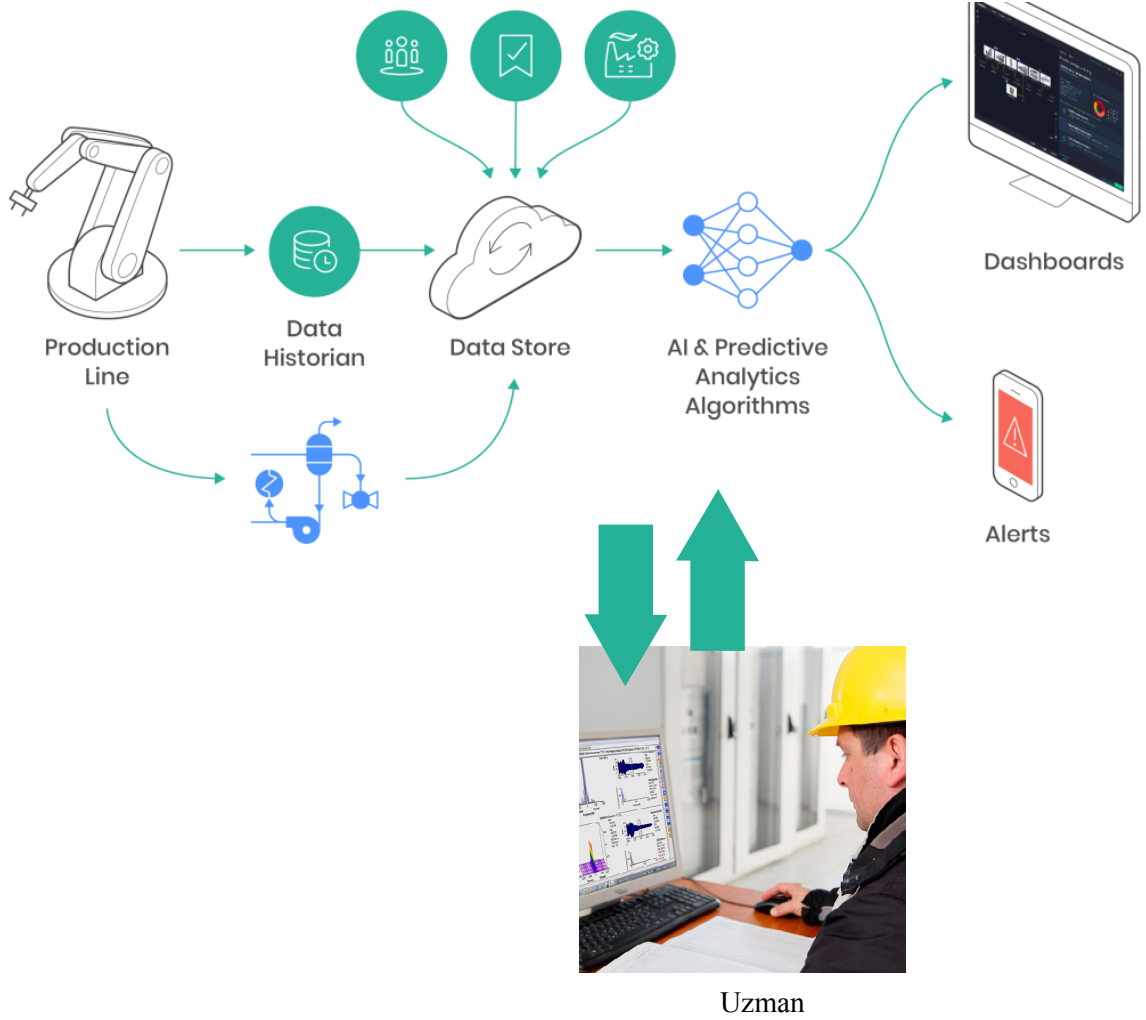 Production
Line
Data
Historian
Data Store
AI & Predictive
Analytics
Algorithms
Dashboards
Alerts
Uzman